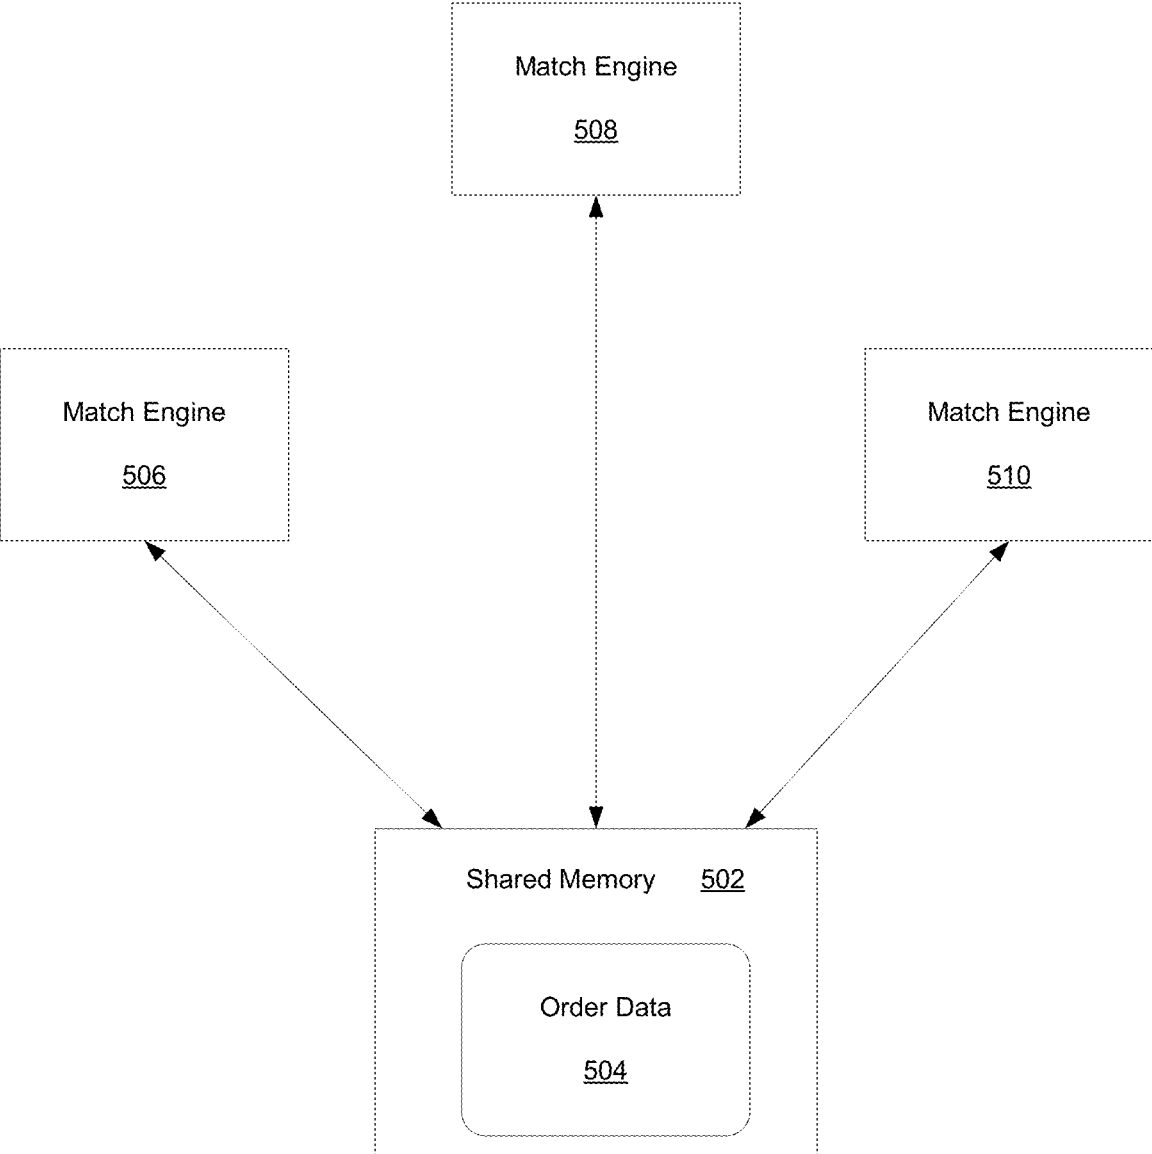 Match Engine
508
Match Engine
506
Match Engine
510
Shared Memory 502
Order Data
504